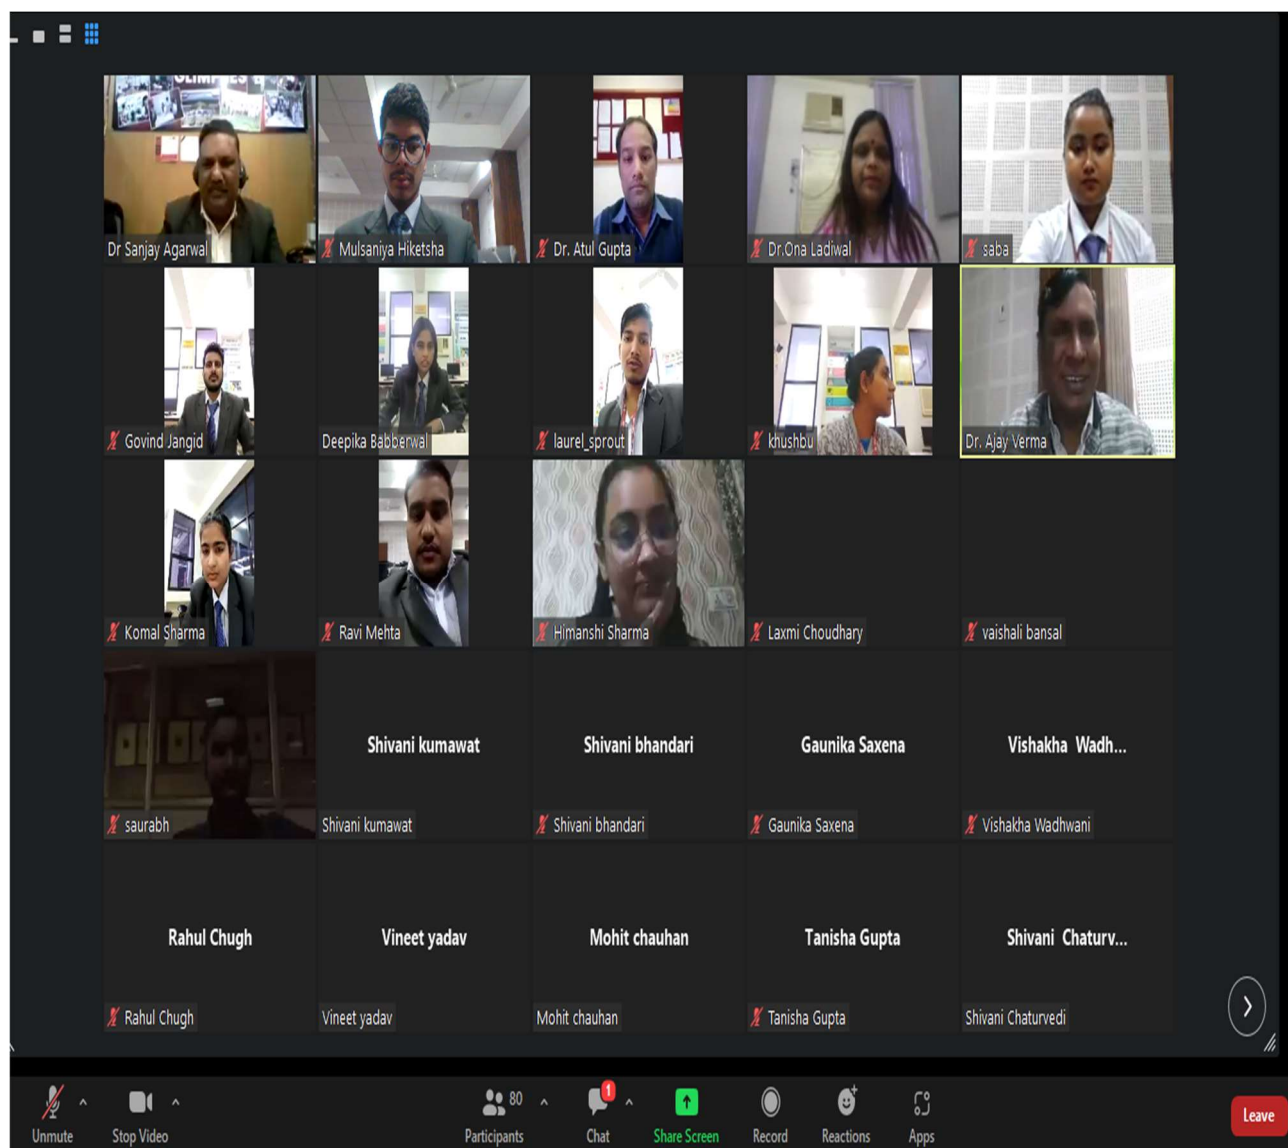 GLIMPSES
Dr Sanjay Agarwal
Mulsaniya Hiketsha
Dr. Atul Gupta
Dr.Ona Ladiwal
saba
Govind Jangid
Deepika Babberwal
laurel_sprout
khushbu
Dr. Ajay Verma
Komal Sharma
Ravi Mehta
Himanshi Sharma
Laxmi Choudhary
vaishali bansal
saurabh
Shivani kumawat
Shivani kumawat
Shivani bhandari
Shivani bhandari
Gaunika Saxena
Gaunika Saxena
Vishakha Wadh...
Vishakha Wadhwani
Rahul Chugh
Rahul Chugh
Vineet yadav
Vineet yadav
Mohit chauhan
Mohit chauhan
Tanisha Gupta
Tanisha Gupta
Shivani Chaturv...
Shivani Chaturvedi
Unmute
Stop Video
80
Participants
1
Chat
Share Screen
Record
Reactions
Apps
Leave